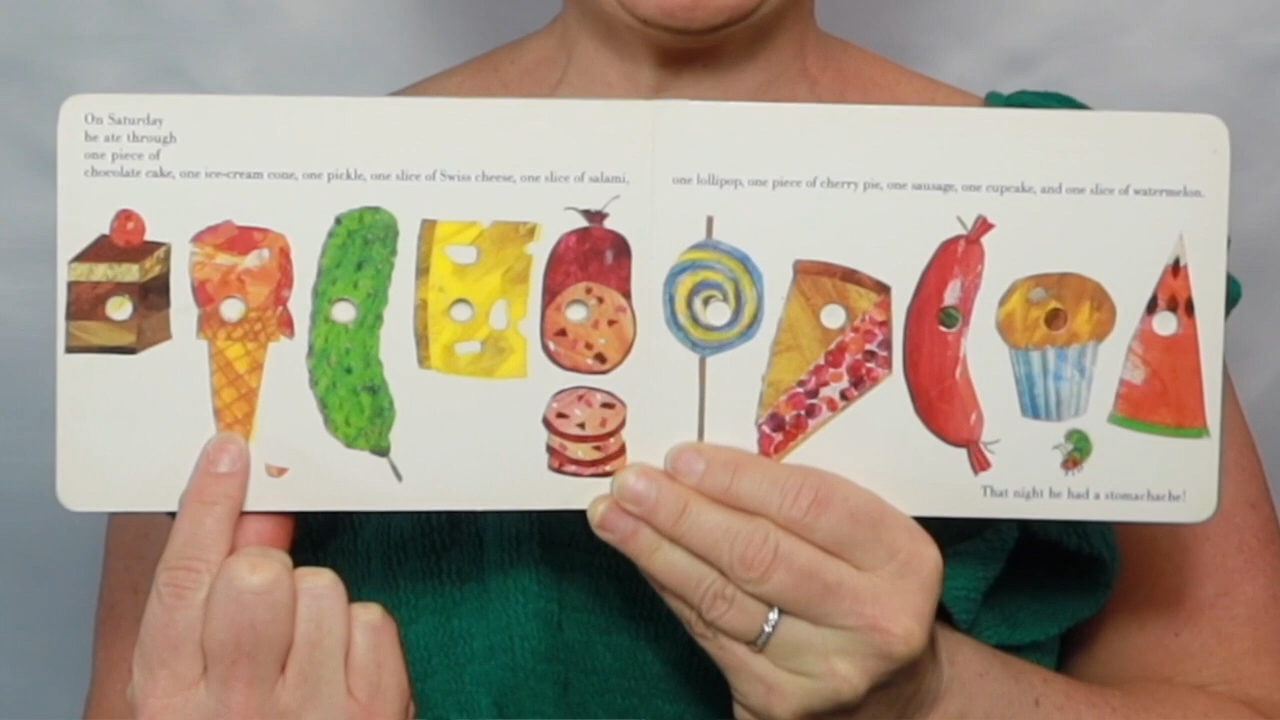 On Saturday
he ate through
one piece of
chocolate cake, one ice-cream cone, one pickle, one slice of Swiss cheese, one slice of salami,
one lollipop, one piece of cherry pie, one sausage, one cupcake, and one slice of watermelon.
That night he had a stomachache!